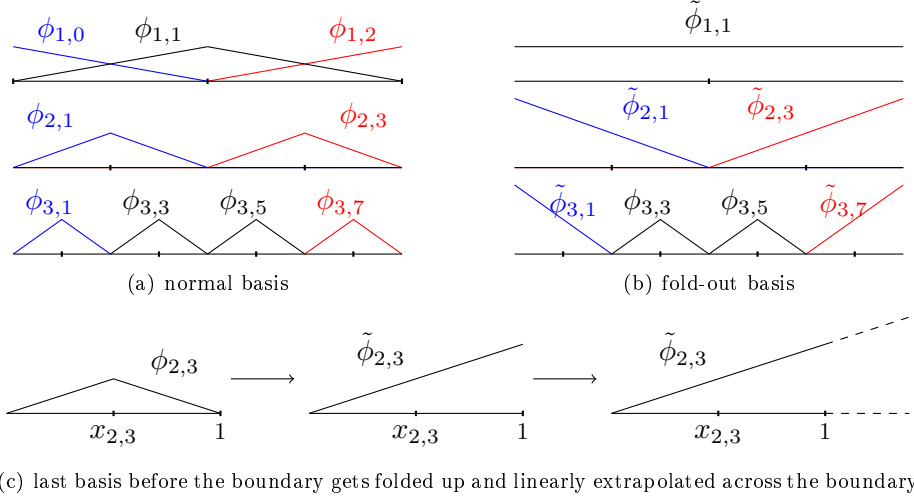 ϕ1,0 ϕ1,1 ϕ1,2
ϕ2,1 ϕ2,3
ϕ3,1 ϕ3,3 ϕ3,5 ϕ3,7
(a) normal basis
ϕ̃1,1
ϕ̃2,1 ϕ̃2,3
ϕ̃3,1 ϕ3,3 ϕ3,5 ϕ̃3,7
(b) fold-out basis
ϕ2,3 ϕ̃2,3 ϕ̃2,3
x2,3 1 x2,3 1 x2,3 1
(c) last basis before the boundary gets folded up and linearly extrapolated across the boundary